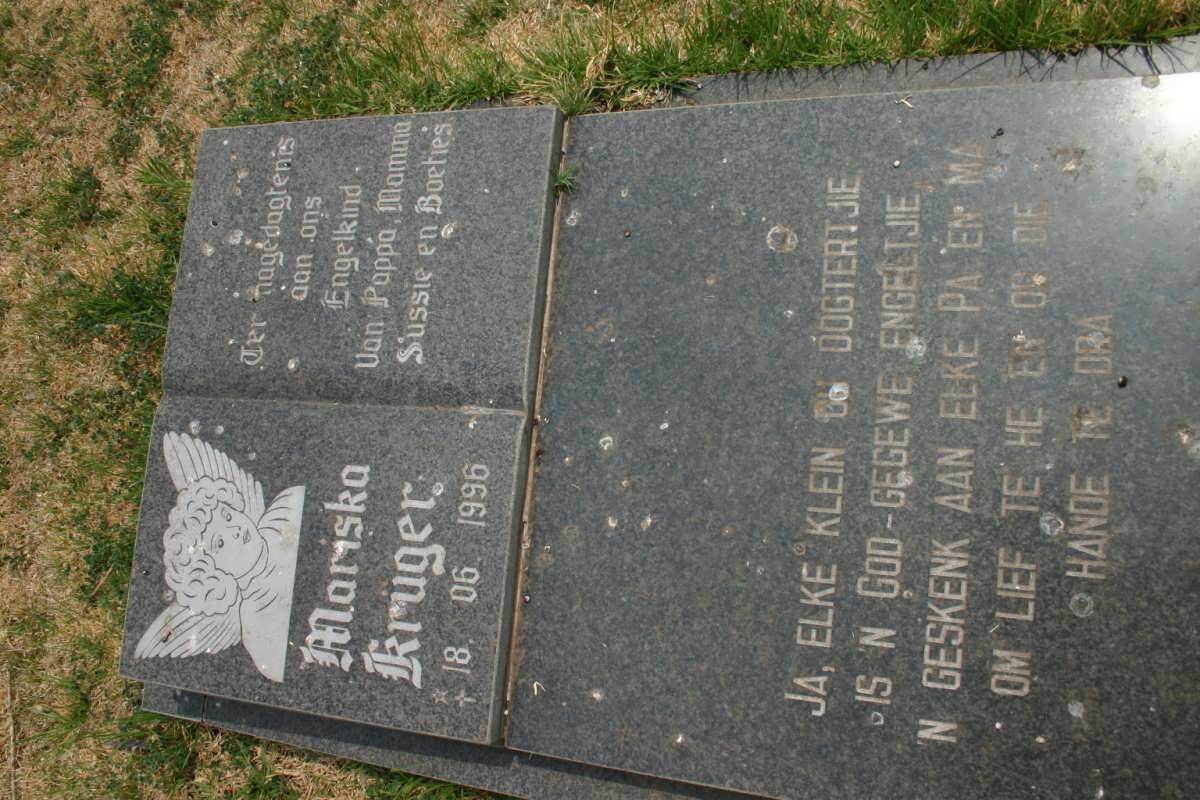 Mariska
Kruger
* + 18. 06. 1996
Ter nagedagtenis
aan ons
Engelkind
Van Pappa, Mamma
Sussie en Boeties
JA, ELKE KLEIN OU DOGTERTJIE
IS 'N GOD-GEGEWE ENGELTJIE,
'N GESKENK AAN ELKE PA EN MA
OM LIEF TE HÊ EN OP DIE
HANDE TE DRA